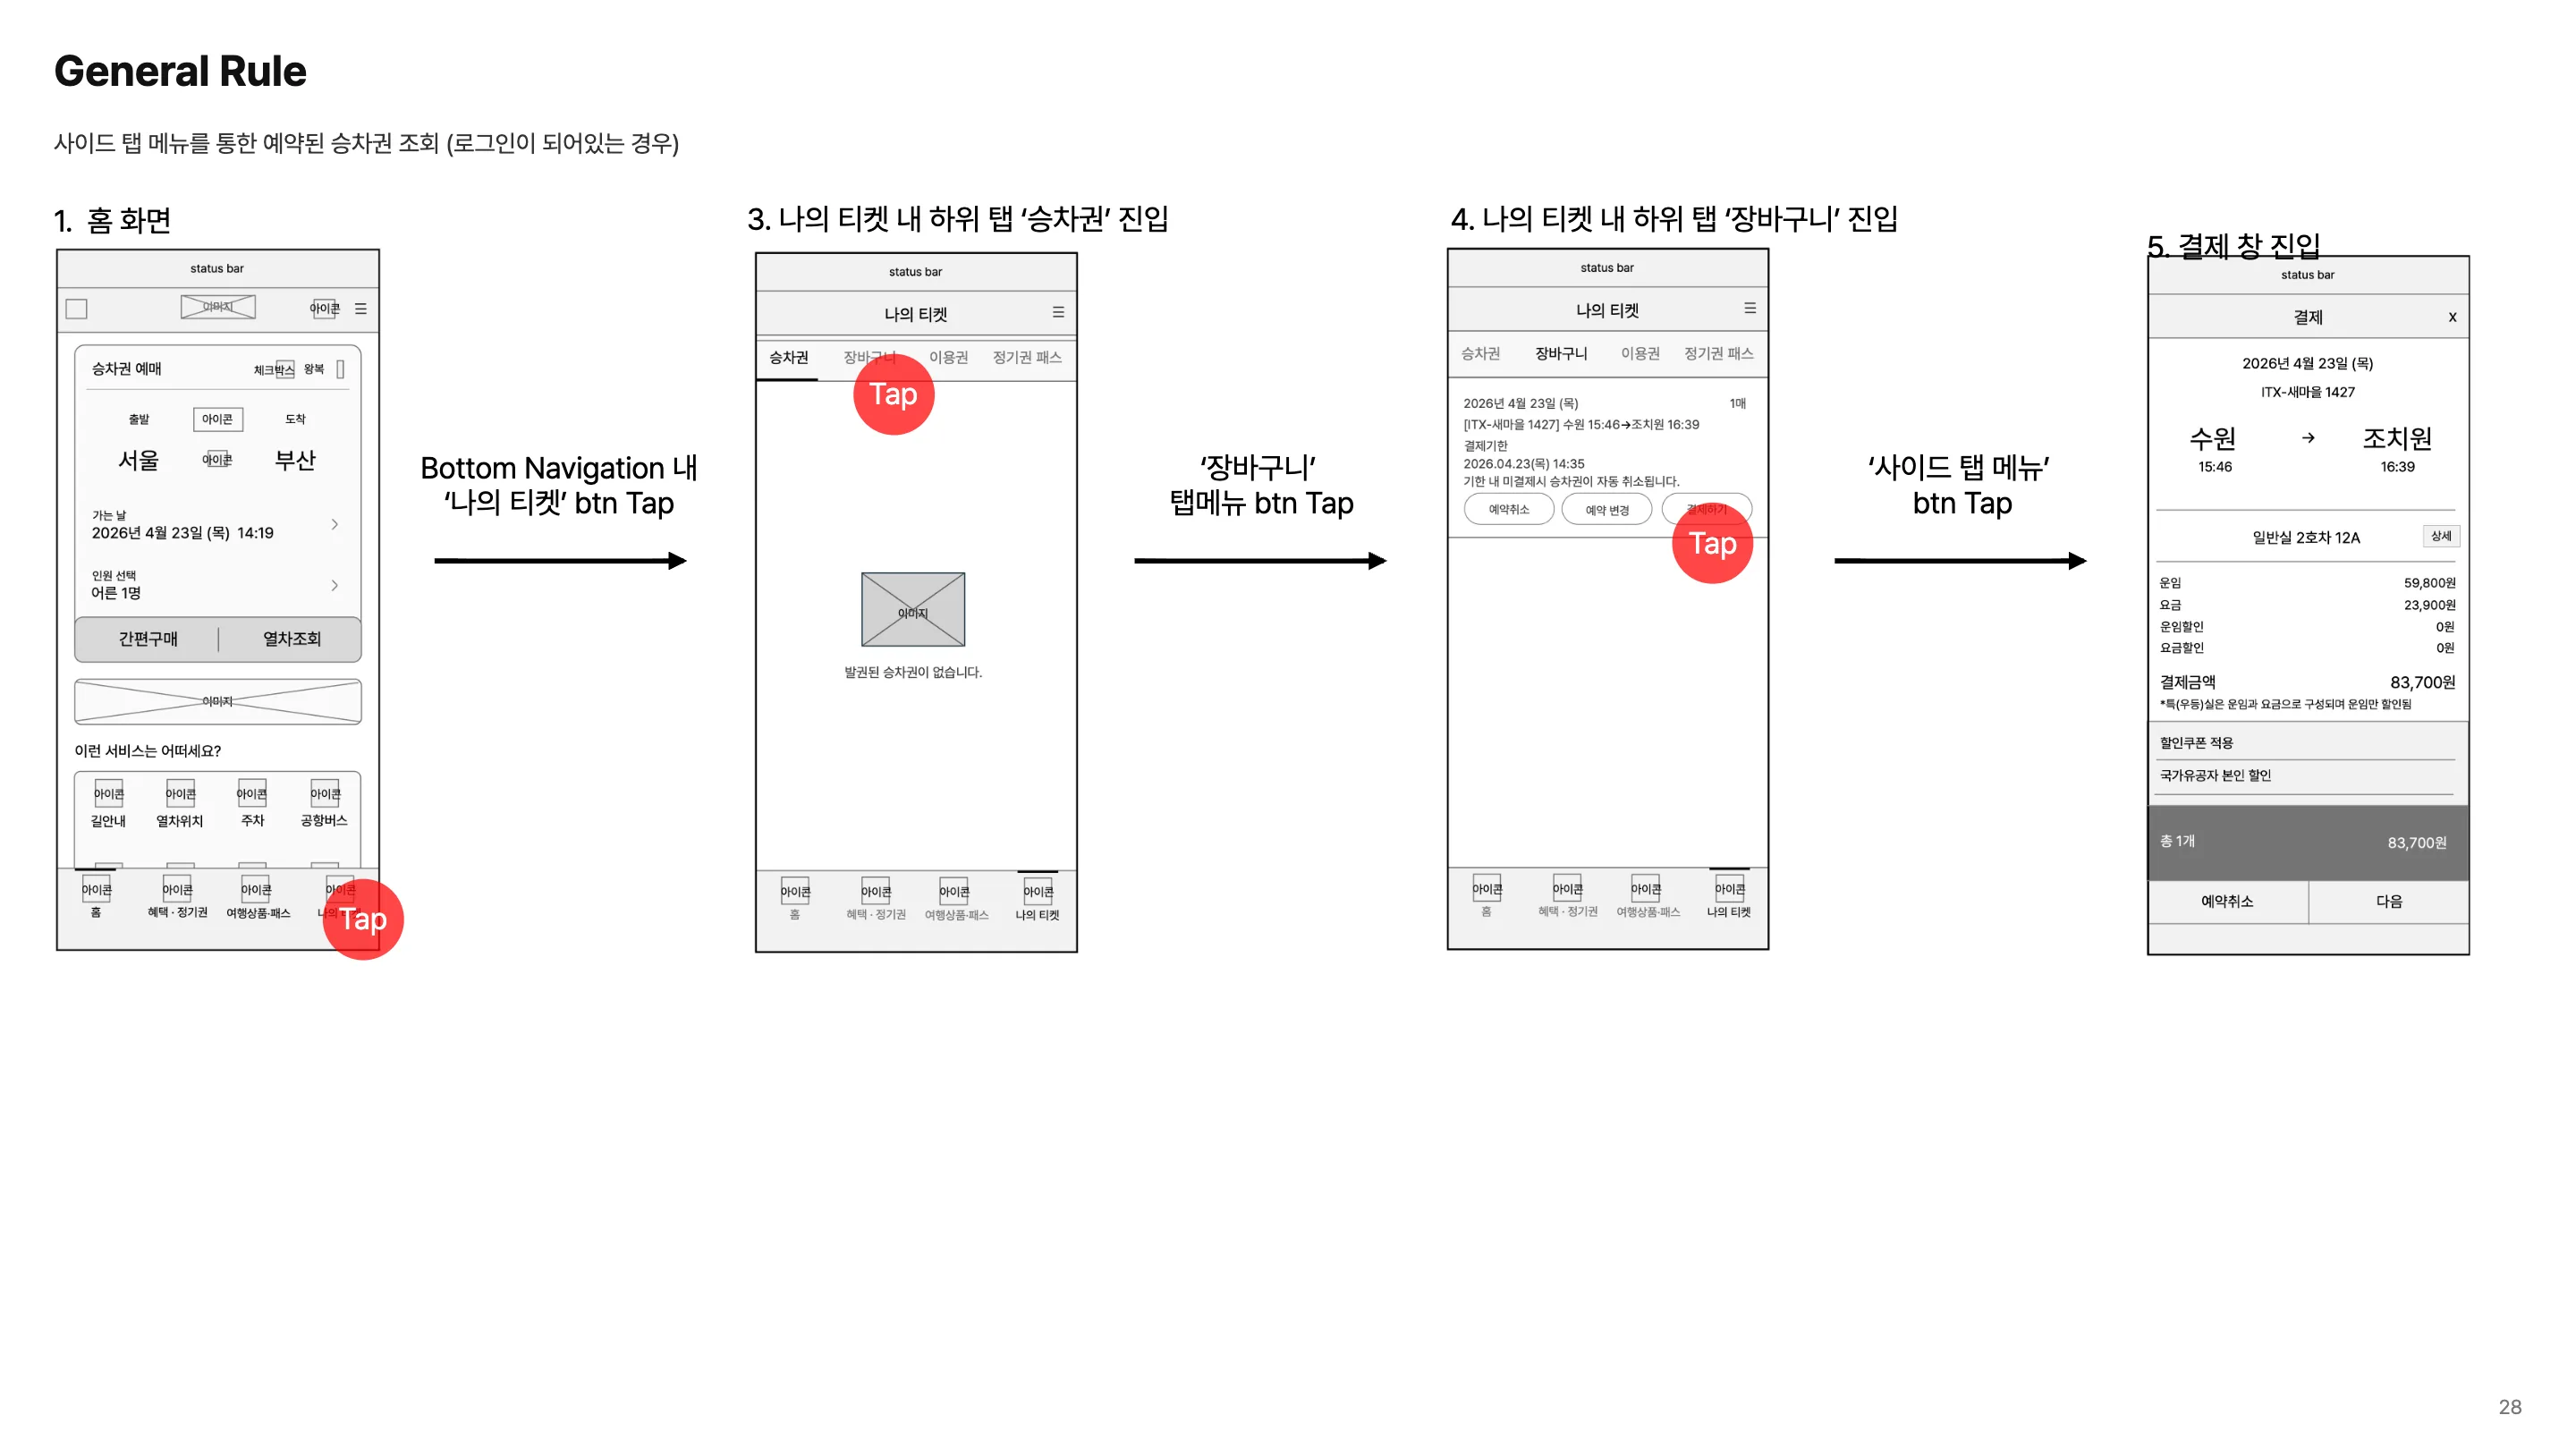 General Rule
사이드 탭 메뉴를 통한 예약된 승차권 조회 (로그인이 되어있는 경우)
1. 홈 화면
status bar
이미지
아이콘 ☰
승차권 예매
체크박스 왕복
출발 아이콘 도착
서울 아이콘 부산
가는 날
2026년 4월 23일 (목) 14:19
인원 선택
어른 1명
간편구매 열차조회
이미지
이런 서비스는 어떠세요?
아이콘 아이콘 아이콘 아이콘
길안내 열차위치 주차 공항버스
아이콘 아이콘 아이콘 아이콘
홈 혜택 · 정기권 여행상품·패스 나의 티켓
Tap
Bottom Navigation 내
‘나의 티켓’ btn Tap
3. 나의 티켓 내 하위 탭 ‘승차권’ 진입
status bar
나의 티켓 ☰
승차권 장바구니 이용권 정기권 패스
Tap
이미지
발권된 승차권이 없습니다.
아이콘 아이콘 아이콘 아이콘
홈 혜택 · 정기권 여행상품·패스 나의 티켓
‘장바구니’
탭메뉴 btn Tap
4. 나의 티켓 내 하위 탭 ‘장바구니’ 진입
status bar
나의 티켓 ☰
승차권 장바구니 이용권 정기권 패스
2026년 4월 23일 (목) 1매
[ITX-새마을 1427] 수원 15:46→조치원 16:39
결제기한
2026.04.23(목) 14:35
기한 내 미결제시 승차권이 자동 취소됩니다.
예약취소 예약 변경 결제하기
Tap
아이콘 아이콘 아이콘 아이콘
홈 혜택 · 정기권 여행상품·패스 나의 티켓
‘사이드 탭 메뉴’
btn Tap
5. 결제 창 진입
status bar
결제 x
2026년 4월 23일 (목)
ITX-새마을 1427
수원 → 조치원
15:46 16:39
일반실 2호차 12A 상세
운임 59,800원
요금 23,900원
운임할인 0원
요금할인 0원
결제금액 83,700원
*특(우등)실은 운임과 요금으로 구성되며 운임만 할인됨
할인쿠폰 적용
국가유공자 본인 할인
총 1개 83,700원
예약취소 다음
28